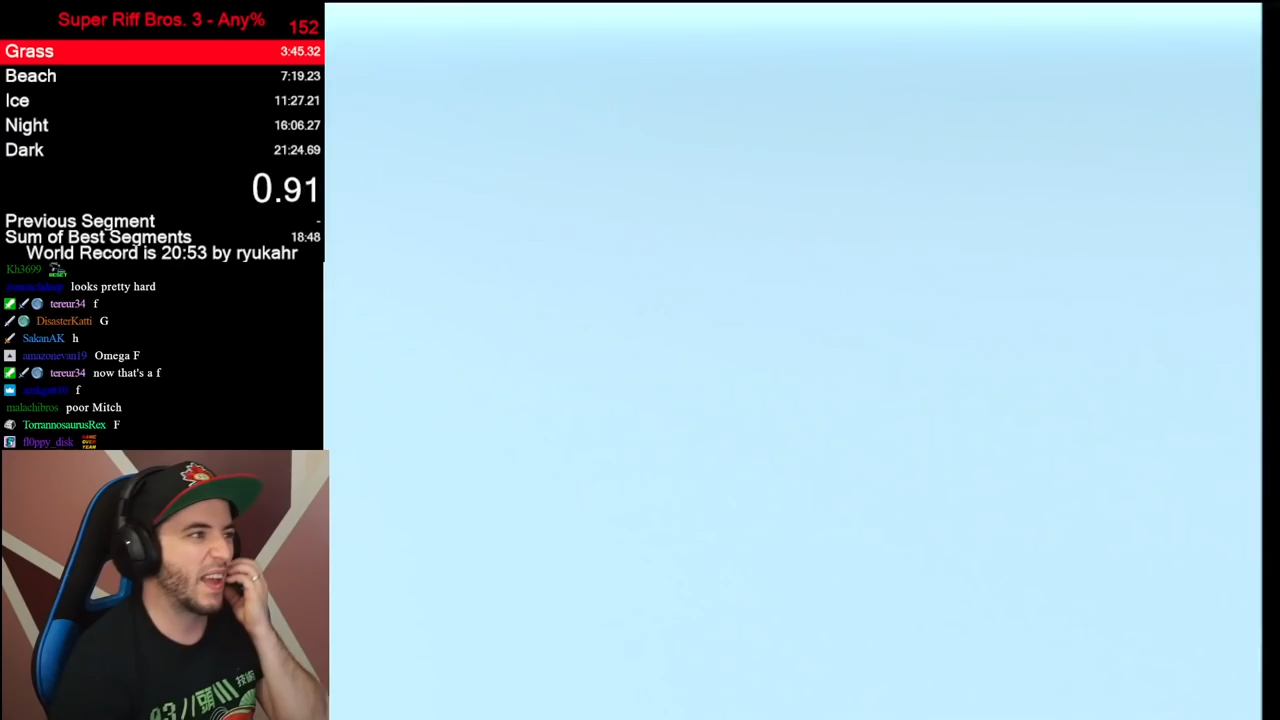 Super Riff Bros. 3 - Any%
152
Grass 3:45.32
Beach 7:19.23
Ice 11:27.21
Night 16:06.27
Dark 21:24.69
0.91
Previous Segment -
Sum of Best Segments 18:48
World Record is 20:53 by ryukahr
Kh3699
looks pretty hard
tereur34 f
DisasterKatti G
SakanAK h
amazonevan19 Omega F
tereur34 now that's a f
f
malachibros poor Mitch
TorrannosaurusRex F
fl0ppy_disk